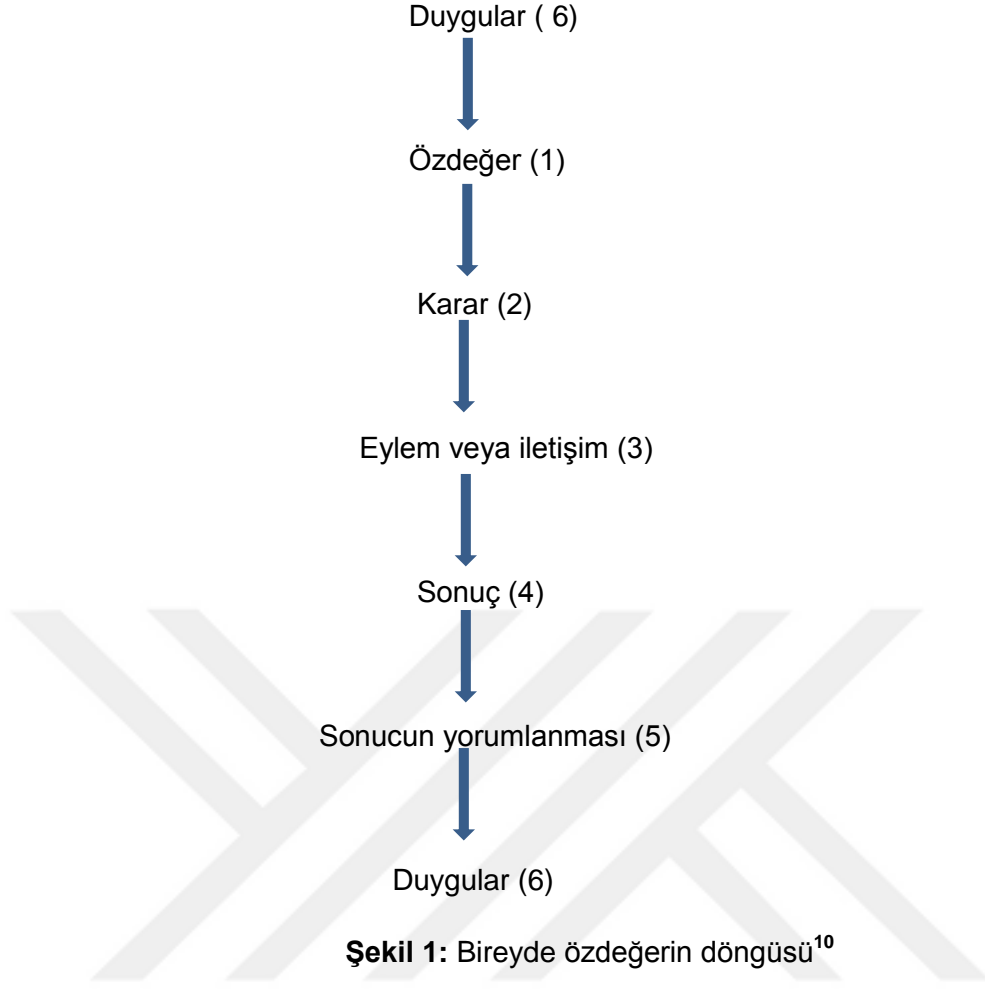 Duygular ( 6)
Özdeğer (1)
Karar (2)
Eylem veya iletişim (3)
Sonuç (4)
Sonucun yorumlanması (5)
Duygular (6)
Şekil 1: Bireyde özdeğerin döngüsü10